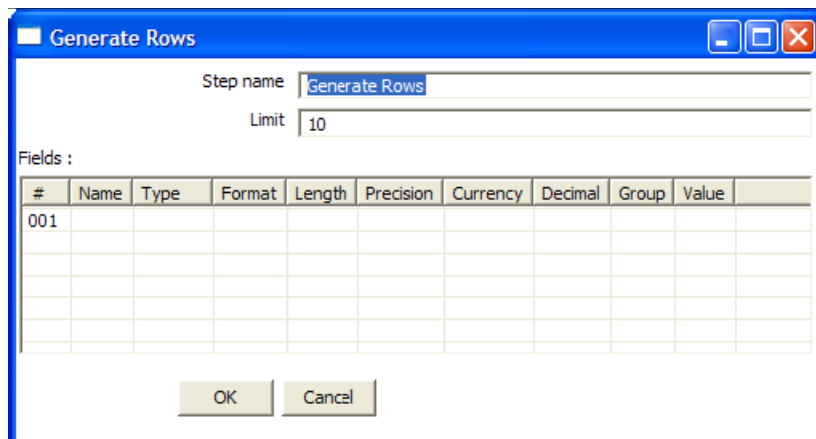 Generate Rows
Step name Generate Rows
Limit 10
Fields :
# Name Type Format Length Precision Currency Decimal Group Value
001
OK Cancel